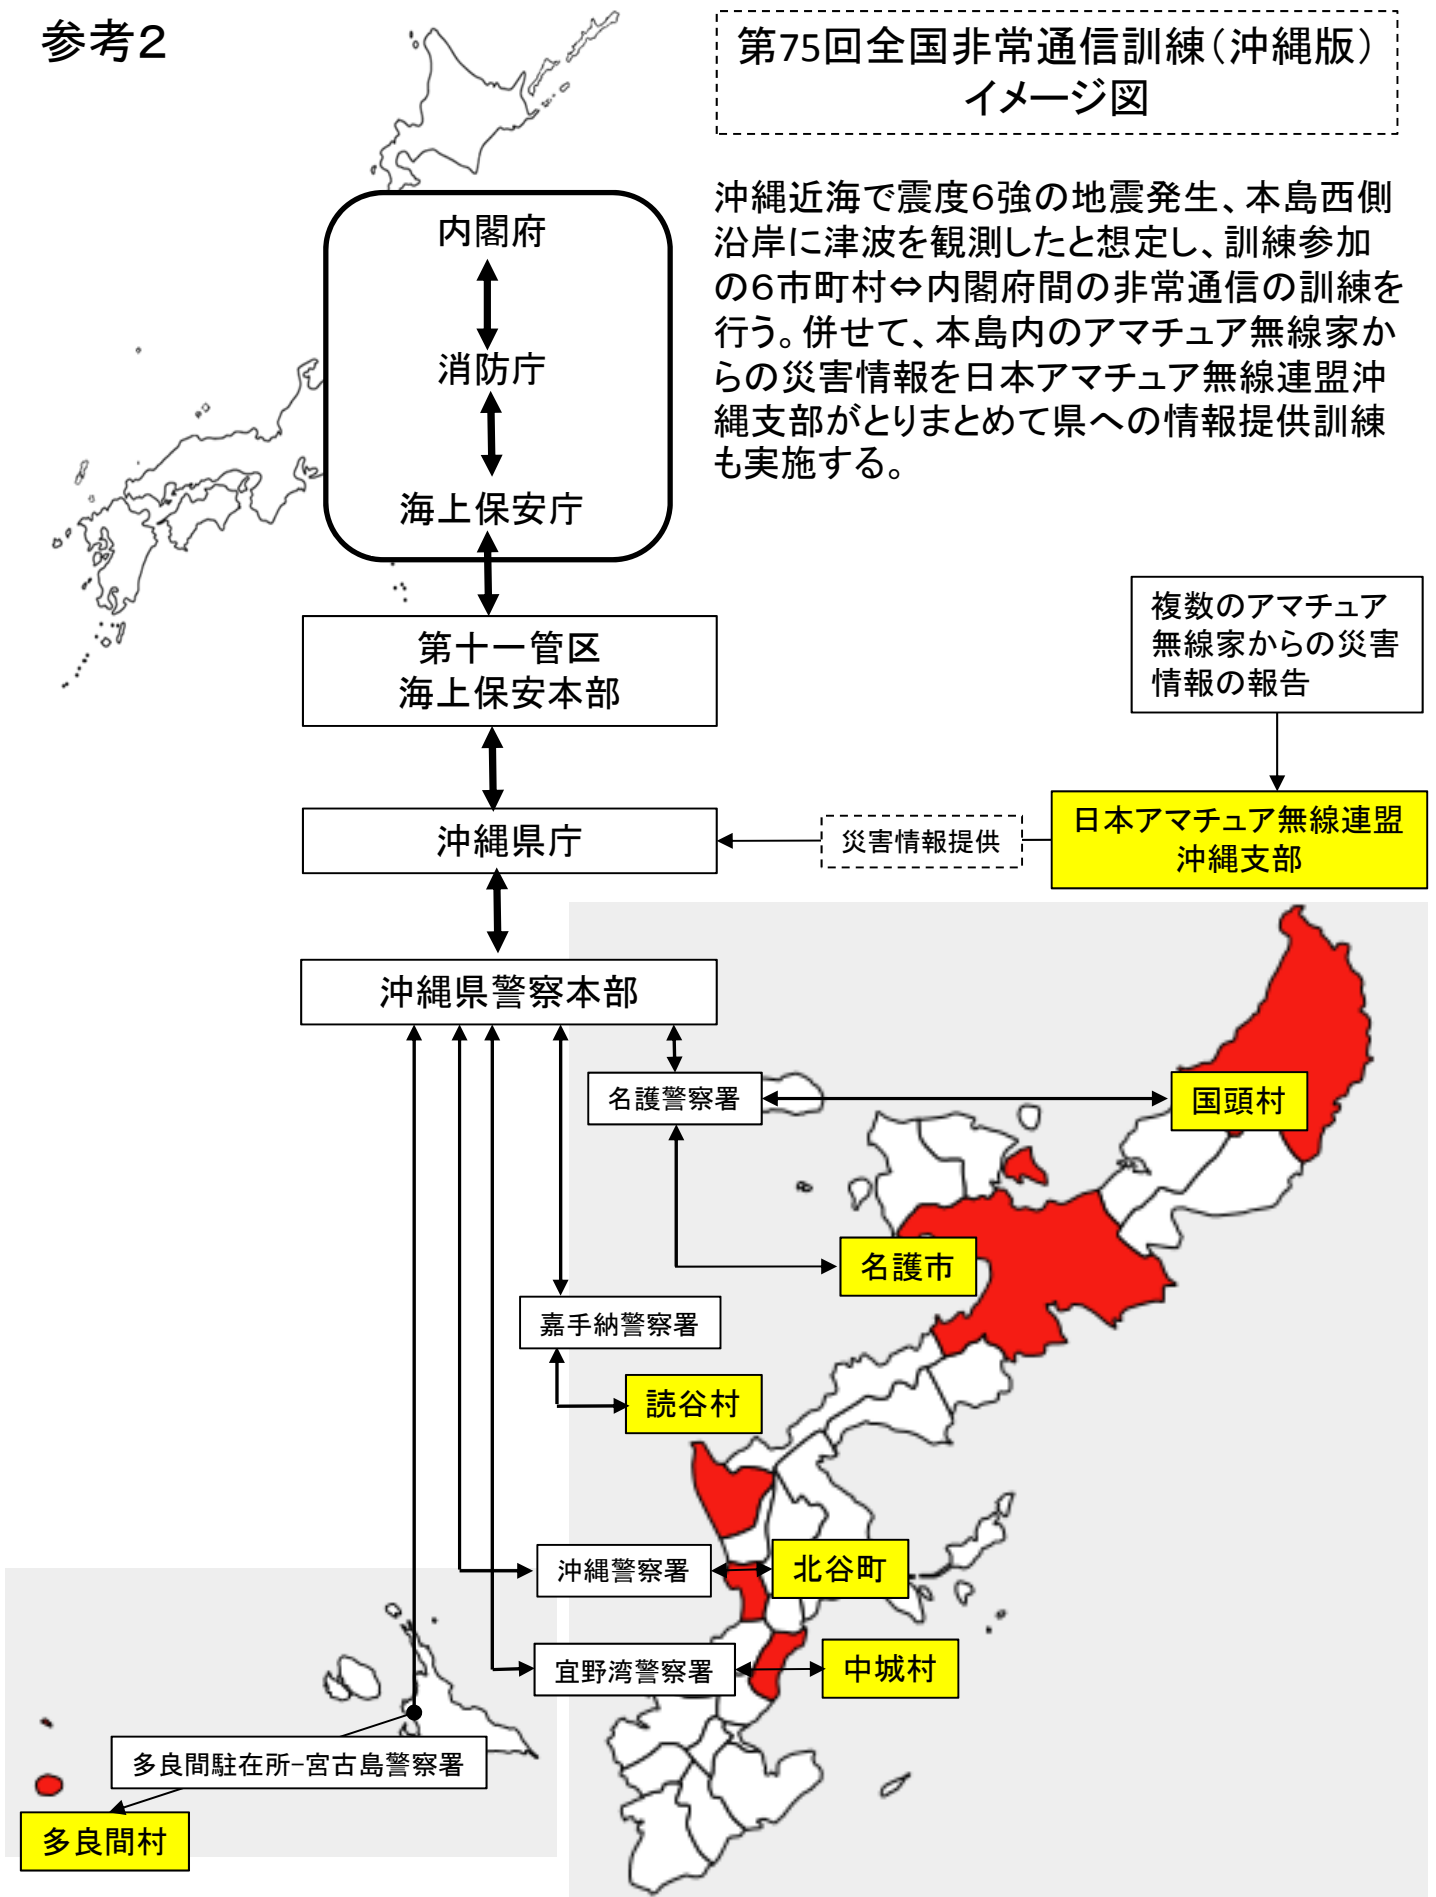 参考2
第75回全国非常通信訓練(沖縄版)
イメージ図
沖縄近海で震度6強の地震発生、本島西側
沿岸に津波を観測したと想定し、訓練参加
の6市町村⇔内閣府間の非常通信の訓練を
行う。併せて、本島内のアマチュア無線家か
らの災害情報を日本アマチュア無線連盟沖
縄支部がとりまとめて県への情報提供訓練
も実施する。
内閣府
消防庁
海上保安庁
第十一管区
海上保安本部
複数のアマチュア
無線家からの災害
情報の報告
沖縄県庁
災害情報提供
日本アマチュア無線連盟
沖縄支部
沖縄県警察本部
名護警察署
国頭村
名護市
嘉手納警察署
読谷村
沖縄警察署
北谷町
宜野湾警察署
中城村
多良間駐在所-宮古島警察署
多良間村